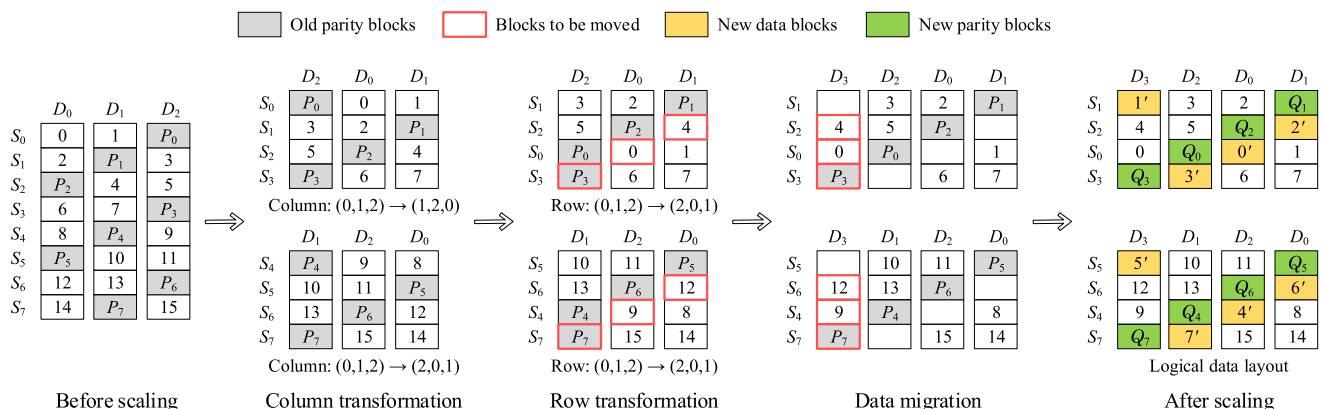 Old parity blocks Blocks to be moved New data blocks New parity blocks
D0 D1 D2
S0 0 1 P0
S1 2 P1 3
S2 P2 4 5
S3 6 7 P3
S4 8 P4 9
S5 P5 10 11
S6 12 13 P6
S7 14 P7 15
Before scaling
D2 D0 D1
S0 P0 0 1
S1 3 2 P1
S2 5 P2 4
S3 P3 6 7
Column: (0,1,2) → (1,2,0)
D1 D2 D0
S4 P4 9 8
S5 10 11 P5
S6 13 P6 12
S7 P7 15 14
Column: (0,1,2) → (2,0,1)
Column transformation
D2 D0 D1
S1 3 2 P1
S2 5 P2 4
S0 P0 0 1
S3 P3 6 7
Row: (0,1,2) → (2,0,1)
D1 D2 D0
S5 10 11 P5
S6 13 P6 12
S4 P4 9 8
S7 P7 15 14
Row: (0,1,2) → (2,0,1)
Row transformation
D3 D2 D0 D1
S1 3 2 P1
S2 4 5 P2
S0 0 P0 1
S3 P3 6 7
D3 D1 D2 D0
S5 10 11 P5
S6 12 13 P6
S4 9 P4 8
S7 P7 15 14
Data migration
D3 D2 D0 D1
S1 1′ 3 2 Q1
S2 4 5 Q2 2′
S0 0 Q0 0′ 1
S3 Q3 3′ 6 7
D3 D1 D2 D0
S5 5′ 10 11 Q5
S6 12 13 Q6 6′
S4 9 Q4 4′ 8
S7 Q7 7′ 15 14
Logical data layout
After scaling